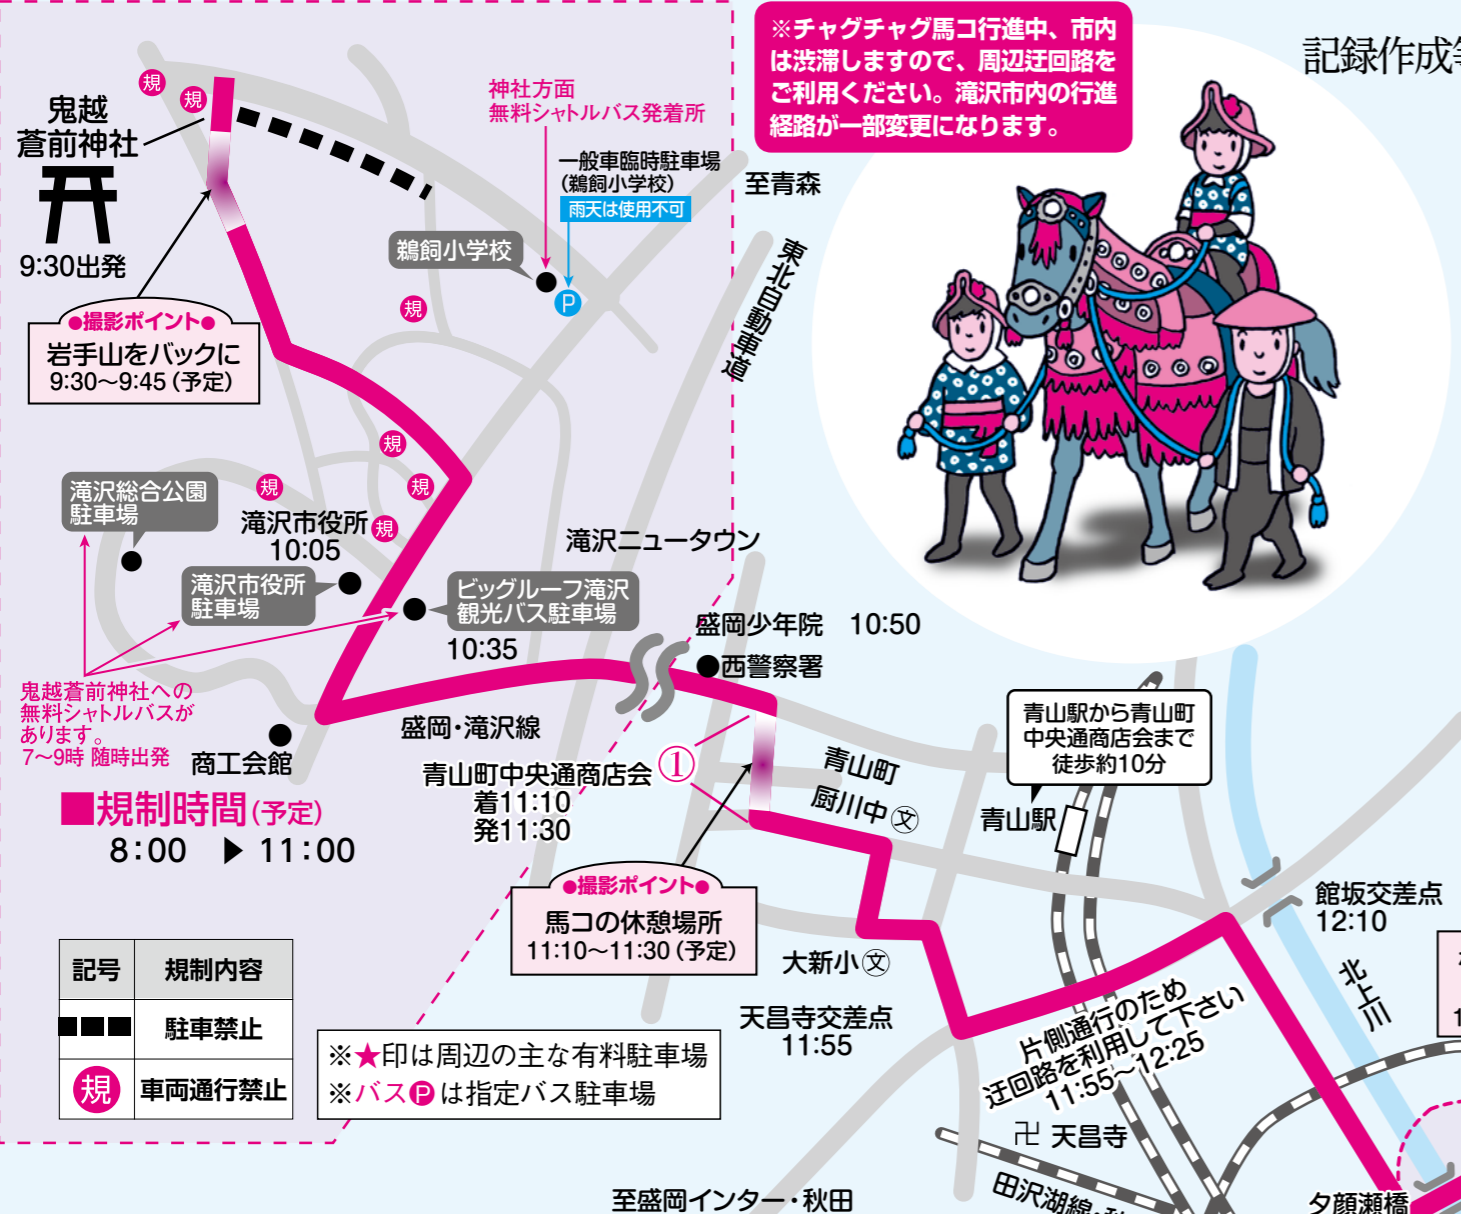 ※チャグチャグ馬コ行進中、市内
は渋滞しますので、周辺迂回路を
ご利用ください。滝沢市内の行進
経路が一部変更になります。
記録作成
規
規
鬼越
蒼前神社
9:30出発
神社方面
無料シャトルバス発着所
一般車臨時駐車場
(鵜飼小学校)
雨天は使用不可
至青森
東北自動車道
鵜飼小学校
P
規
●撮影ポイント●
岩手山をバックに
9:30〜9:45(予定)
規
規
規
規
滝沢総合公園
駐車場
滝沢市役所
10:05
滝沢市役所
駐車場
ビッグルーフ滝沢
観光バス駐車場
10:35
滝沢ニュータウン
盛岡少年院 10:50
西警察署
鬼越蒼前神社への
無料シャトルバスが
あります。
7〜9時 随時出発
商工会館
盛岡・滝沢線
青山町中央通商店会
着11:10
発11:30
①
青山町
厨川中 文
青山駅から青山町
中央通商店会まで
徒歩約10分
青山駅
■規制時間(予定)
8:00 ▶ 11:00
●撮影ポイント●
馬コの休憩場所
11:10〜11:30(予定)
大新小 文
天昌寺交差点
11:55
館坂交差点
12:10
北上川
片側通行のため
迂回路を利用して下さい
11:55〜12:25
卍 天昌寺
田沢湖線
夕顔瀬橋
至盛岡インター・秋田
記号 規制内容
駐車禁止
規 車両通行禁止
※★印は周辺の主な有料駐車場
※バスPは指定バス駐車場